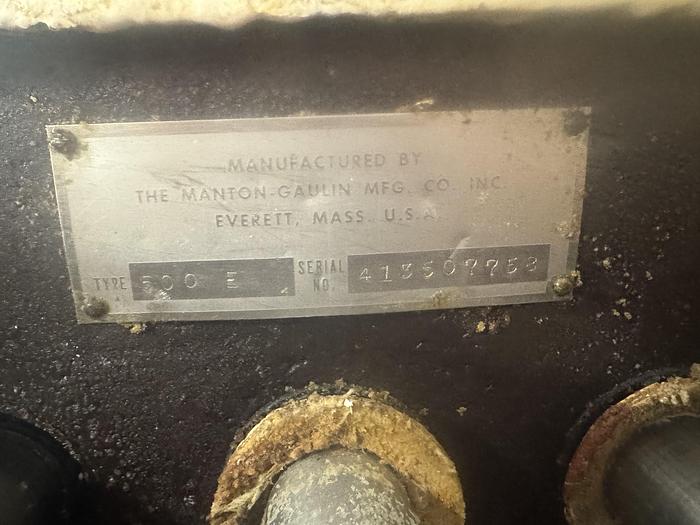 MANUFACTURED BY
THE MANTON-GAULIN MFG. CO. INC.
EVERETT, MASS. U.S.A.
TYPE 500 E SERIAL NO. 413507753